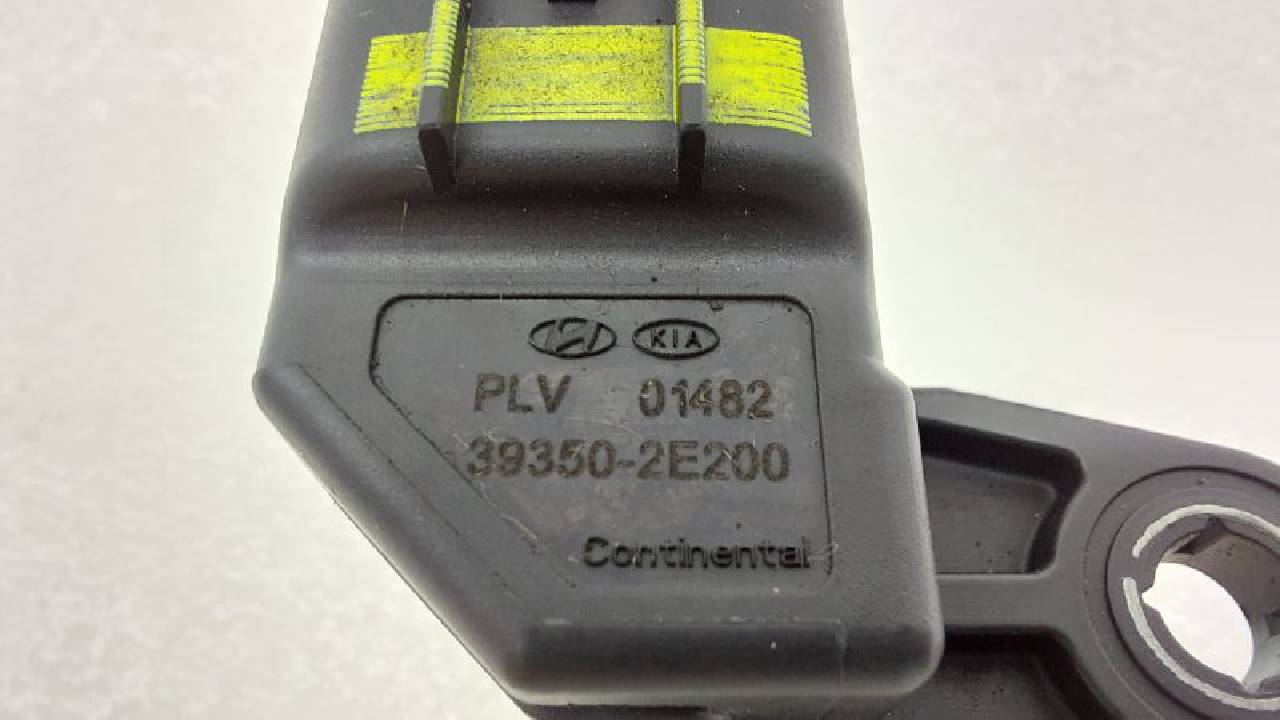 KIA
PLV 01482
39350-2E200
Continental